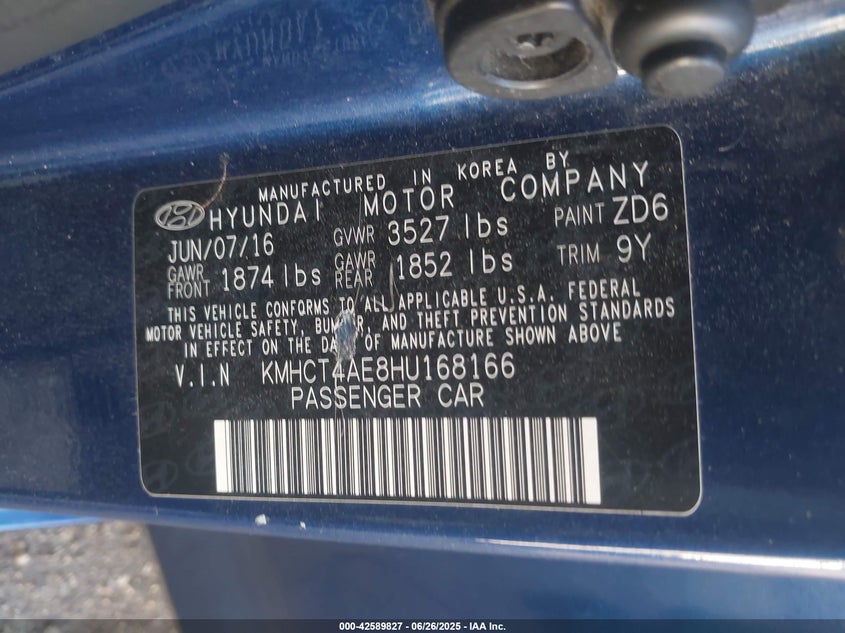 MANUFACTURED IN KOREA BY
HYUNDAI MOTOR COMPANY
JUN/07/16 GVWR 3527 lbs PAINT ZD6
GAWR FRONT 1874 lbs GAWR REAR 1852 lbs TRIM 9Y
THIS VEHICLE CONFORMS TO ALL APPLICABLE U.S.A. FEDERAL
MOTOR VEHICLE SAFETY, BUMPER, AND THEFT PREVENTION STANDARDS
IN EFFECT ON THE DATE OF MANUFACTURE SHOWN ABOVE
V.I.N KMHCT4AE8HU168166
PASSENGER CAR
000-42589827 - 06/26/2025 - IAA Inc.